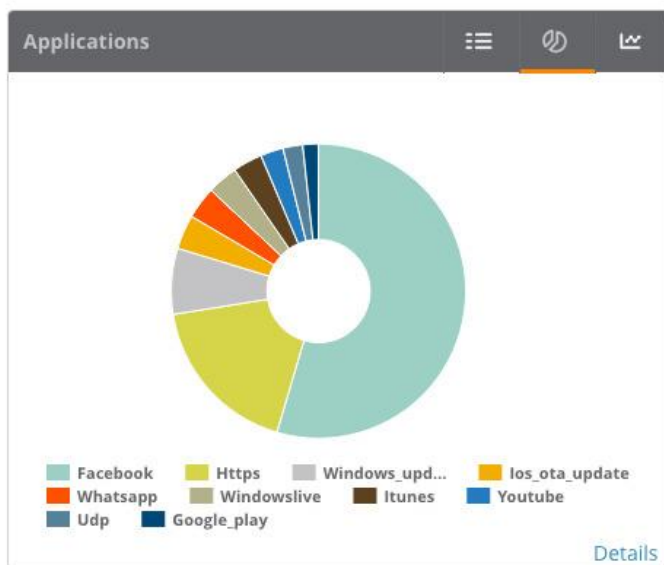 Applications
Facebook Https Windows_upd... Ios_ota_update
Whatsapp Windowslive Itunes Youtube
Udp Google_play
Details